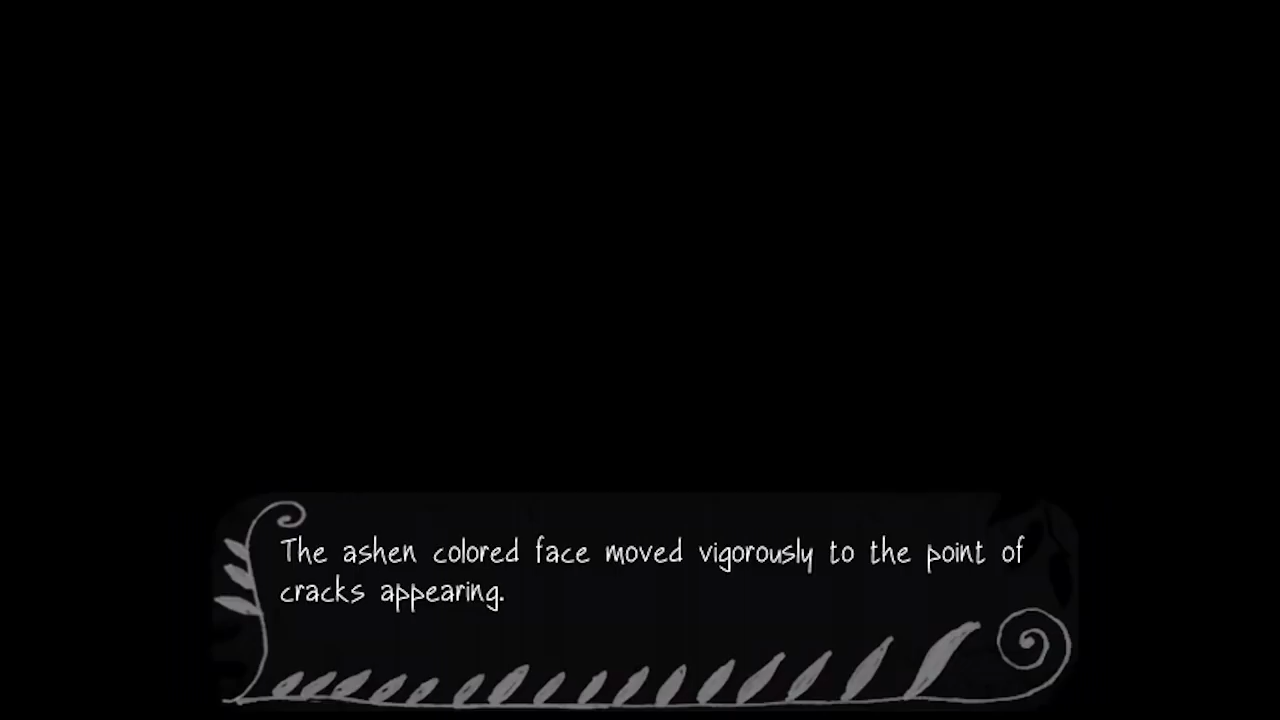 The ashen colored face moved vigorously to the point of
cracks appearing.